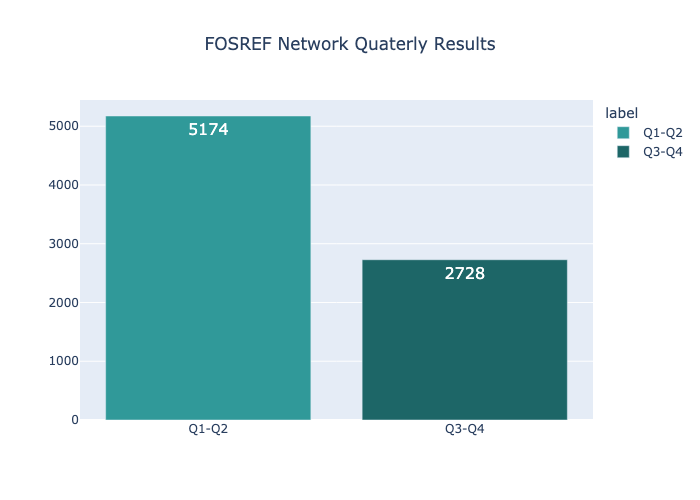 FOSREF Network Quaterly Results
label
Q1-Q2
Q3-Q4
5000
4000
3000
2000
1000
0
5174
2728
Q1-Q2
Q3-Q4